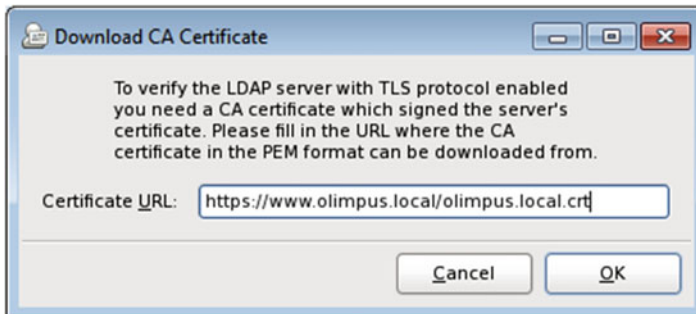 Download CA Certificate
To verify the LDAP server with TLS protocol enabled
you need a CA certificate which signed the server's
certificate. Please fill in the URL where the CA
certificate in the PEM format can be downloaded from.
Certificate URL: https://www.olimpus.local/olimpus.local.crt
Cancel OK